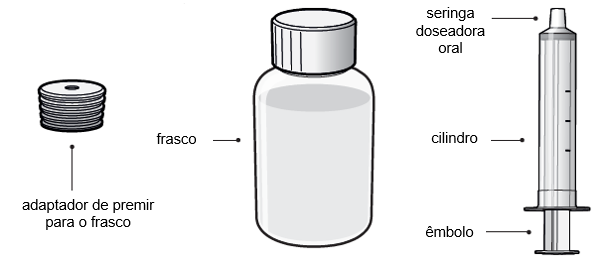 adaptador de premir
para o frasco
frasco
seringa
doseadora
oral
cilindro
êmbolo